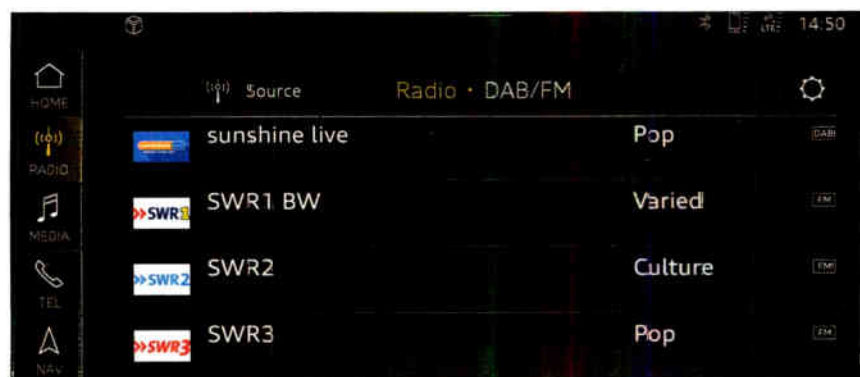 LTE 14:50
HOME
Source Radio • DAB/FM
RADIO
sunshine live Pop DAB
MEDIA
»SWR1 SWR1 BW Varied FM
TEL
»SWR2 SWR2 Culture FM
NAV
»SWR3 SWR3 Pop FM